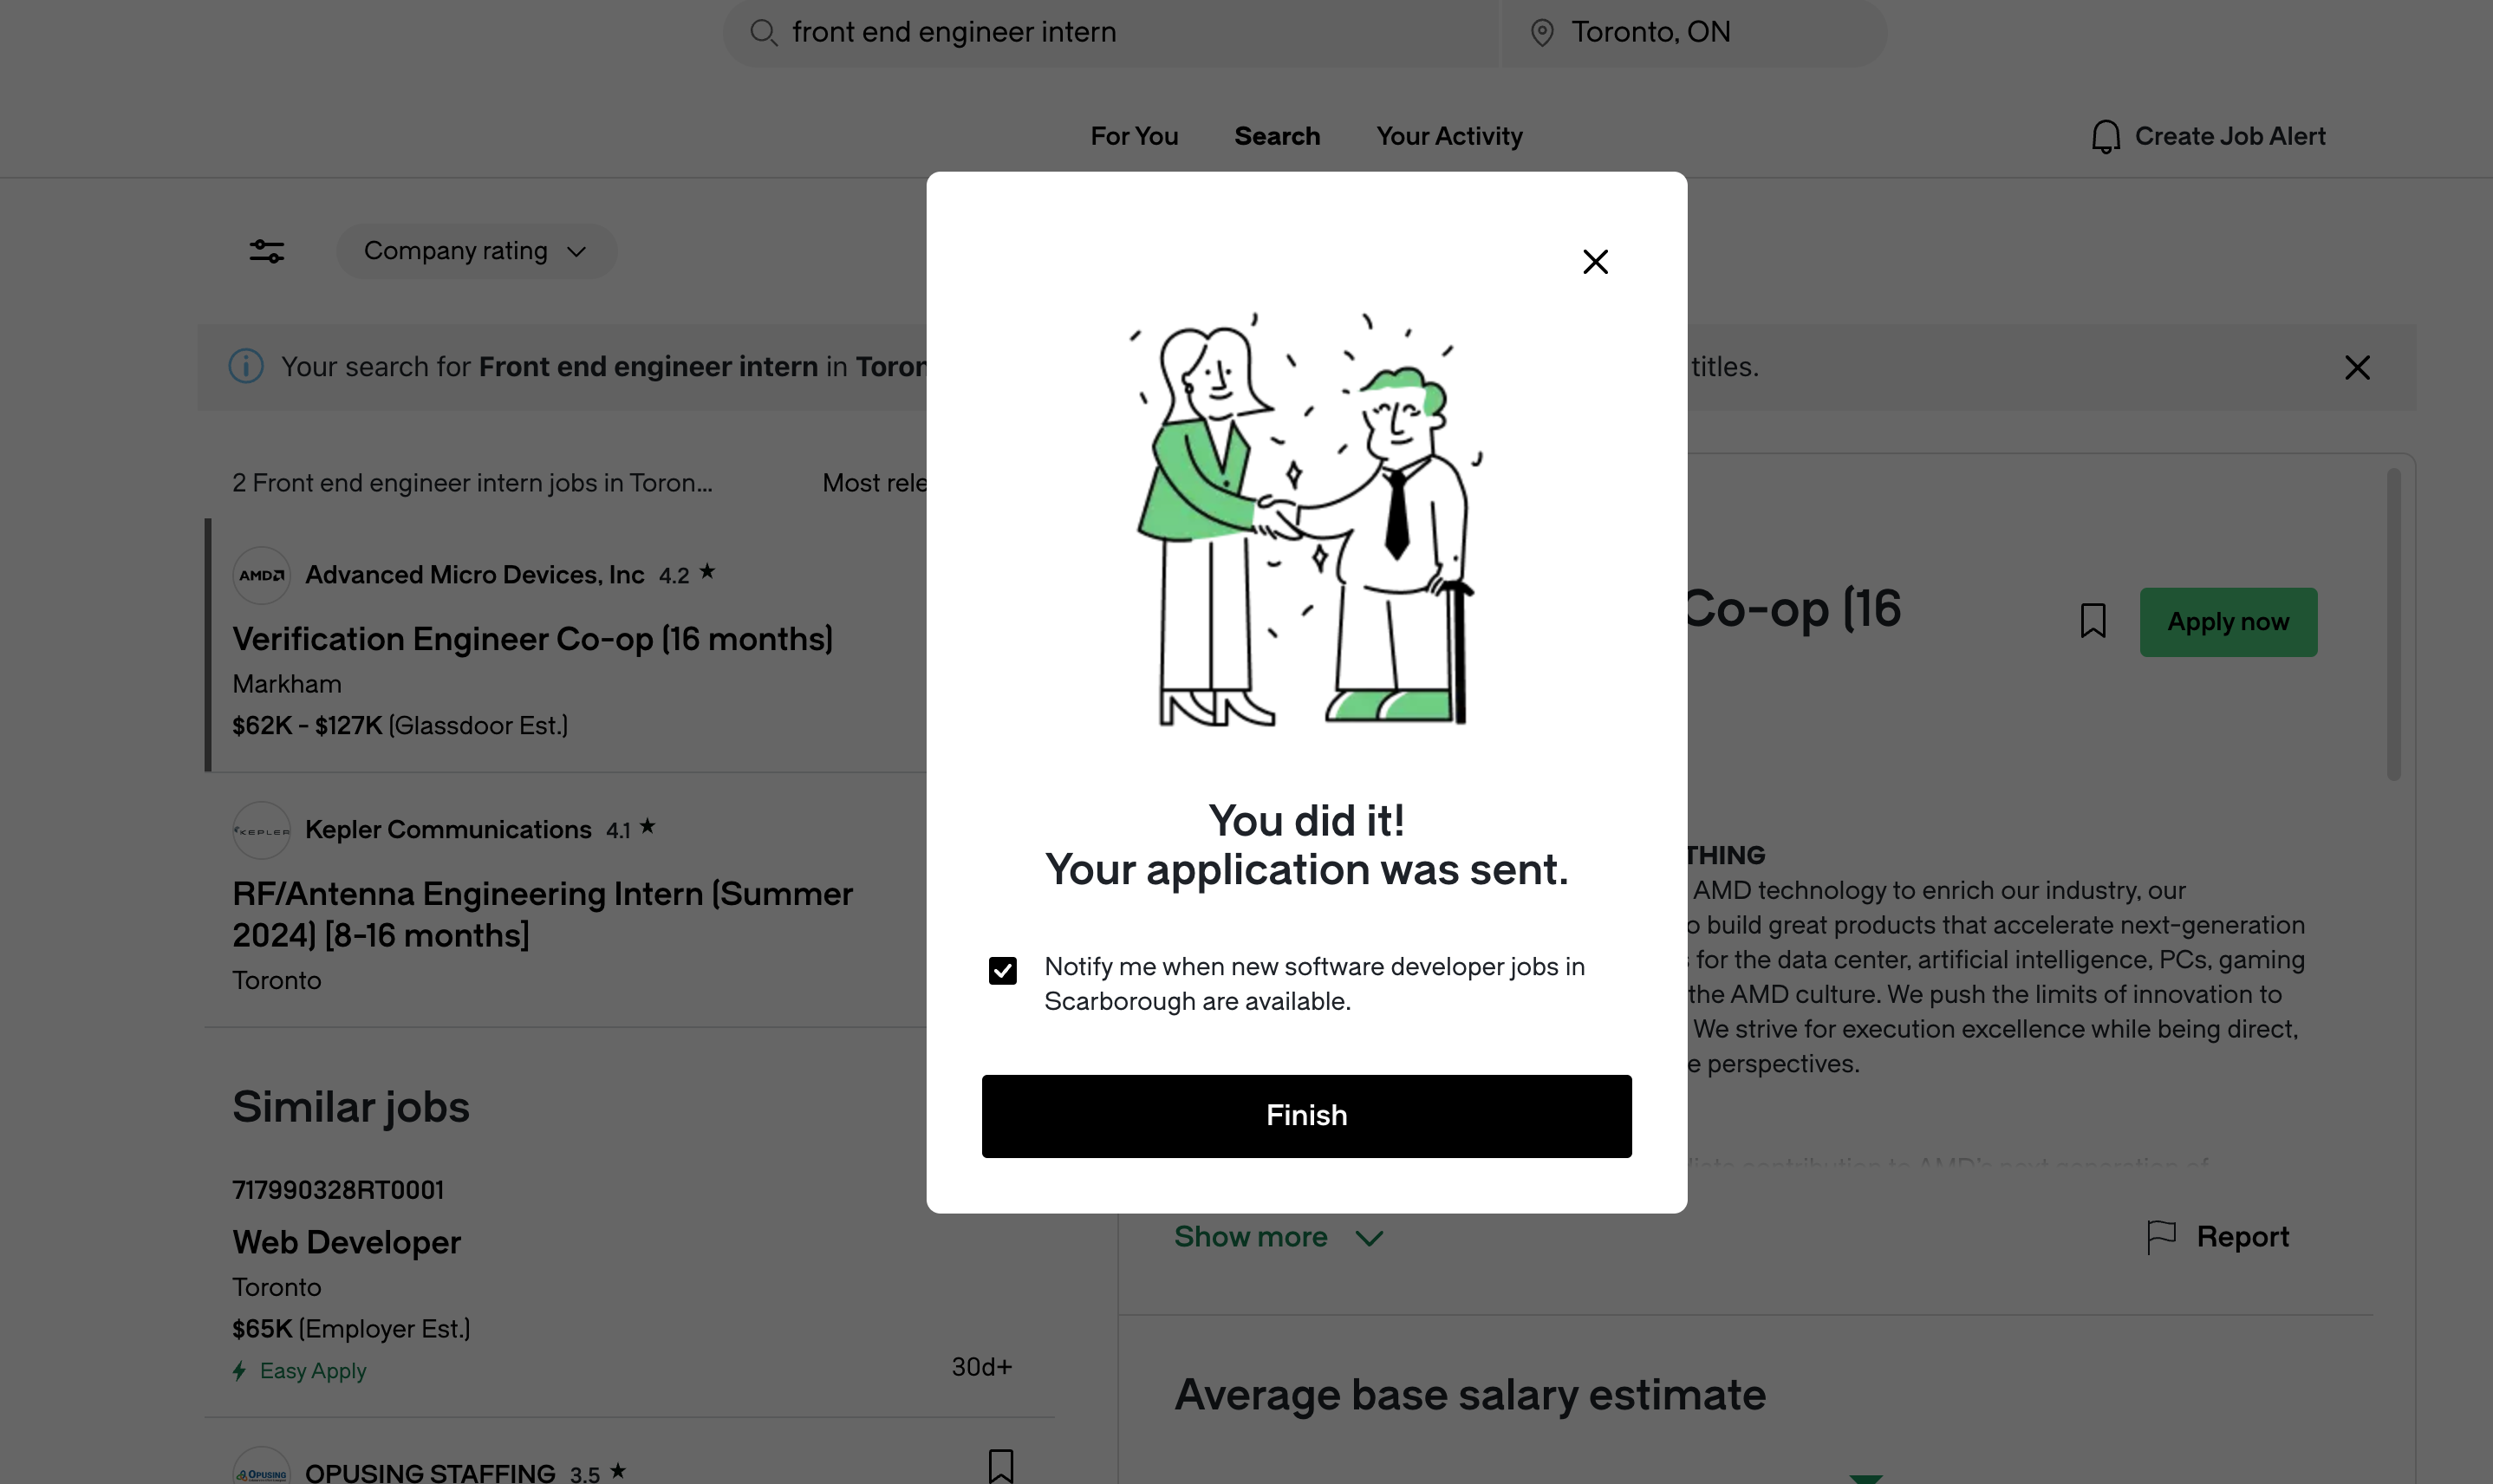 front end engineer intern
Toronto, ON
For You
Search
Your Activity
Create Job Alert
Company rating
Your search for Front end engineer intern in Toron
titles.
2 Front end engineer intern jobs in Toron...
Most rele
AMD
Advanced Micro Devices, Inc 4.2 ★
Verification Engineer Co-op (16 months)
Markham
$62K - $127K (Glassdoor Est.)
KEPLER
Kepler Communications 4.1 ★
RF/Antenna Engineering Intern (Summer
2024) [8-16 months]
Toronto
Similar jobs
717990328RT0001
Web Developer
Toronto
$65K (Employer Est.)
Easy Apply
30d+
OPUSING
OPUSING STAFFING 3.5 ★
You did it!
Your application was sent.
Notify me when new software developer jobs in
Scarborough are available.
Finish
Co-op (16
Apply now
THING
AMD technology to enrich our industry, our
o build great products that accelerate next-generation
for the data center, artificial intelligence, PCs, gaming
the AMD culture. We push the limits of innovation to
We strive for execution excellence while being direct,
e perspectives.
contribution to AMD's next generation of
Show more
Report
Average base salary estimate